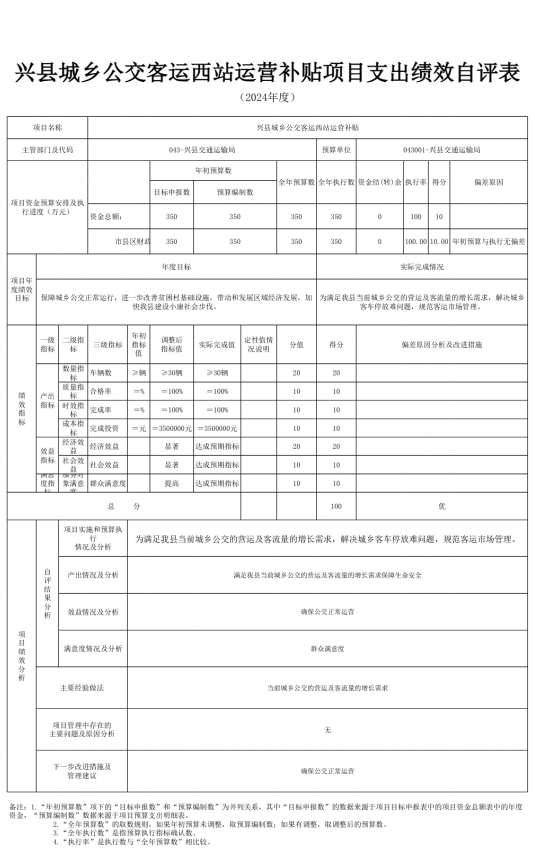 兴县城乡公交客运西站运营补贴项目支出绩效自评表
（2024年度）
项目名称 兴县城乡公交客运西站运营补贴
主管部门及代码 043-兴县交通运输局 预算单位 043001-兴县交通运输局
项目资金预算安排及执行进度（万元） 年初预算数 全年预算数 全年执行数 资金结(转)余 执行率 得分 偏差原因
目标申报数 预算编制数
资金总额: 350 350 350 350 0 100 10
市县区财政 350 350 350 350 0 100.00 10.00 年初预算与执行无偏差
项目年度绩效目标 年度目标 实际完成情况
保障城乡公交正常运行，进一步改善贫困村基础设施，带动和发展区域经济发展，加
快我县建设小康社会步伐。
为满足我县当前城乡公交的营运及客流量的增长需求，解决城乡
客车停放难问题，规范客运市场管理。
绩效指标 一级指标 二级指标 三级指标 年初指标值 调整后指标值 实际完成值 定性值情况说明 分值 得分 偏差原因分析及改进措施
产出指标 数量指标 车辆数 ≥辆 ≥30辆 ≥30辆 20 20
质量指标 合格率 =% =100% =100% 10 10
时效指标 完成率 =% =100% =100% 10 10
成本指标 完成投资 =元 =3500000元 =3500000元 10 10
效益指标 经济效益 经济效益 显著 达成预期指标 20 20
社会效益 社会效益 显著 达成预期指标 10 10
满意度指标 服务对象满意度 群众满意度 提高 达成预期指标 10 10
总 分 100 优
项目绩效分析 自评结果分析 项目实施和预算执行
情况及分析
为满足我县当前城乡公交的营运及客流量的增长需求，解决城乡客车停放难问题，规范客运市场管理。
产出情况及分析 满足我县当前城乡公交的营运及客流量的增长需求保障生命安全
效益情况及分析 确保公交正常运营
满意度情况及分析 群众满意度
主要经验做法 当前城乡公交的营运及客流量的增长需求
项目管理中存在的
主要问题及原因分析 无
下一步改进措施及
管理建议 确保公交正常运营
备注：1.“年初预算数”项下的“目标申报数”和“预算编制数”为并列关系，其中“目标申报数”的数据来源于项目目标申报表中的项目资金总额表中的年度
资金，“预算编制数”数据来源于项目预算支出明细表。
2.“全年预算数”的取数规则，如果年初预算未调整，取预算编制数；如果有调整，取调整后的预算数。
3.“全年执行数”是指预算执行指标确认数。
4.“执行率”是执行数与“全年预算数”相比较。